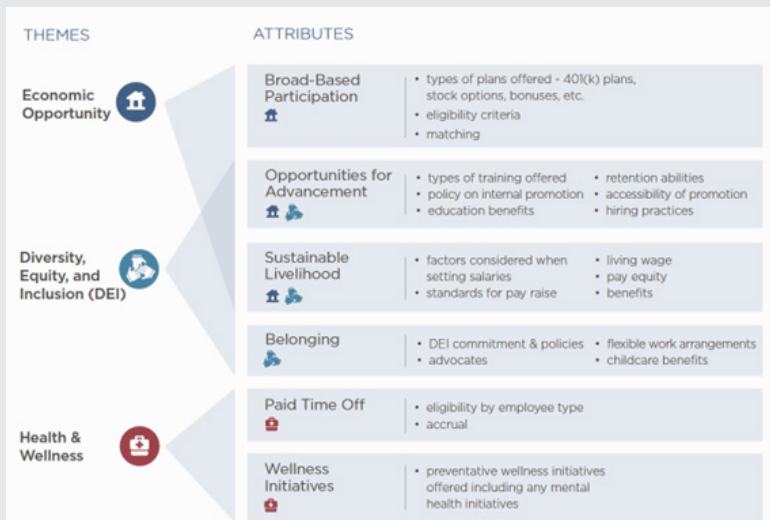 THEMES
ATTRIBUTES
Economic
Opportunity
Broad-Based
Participation
• types of plans offered - 401(k) plans,
stock options, bonuses, etc.
• eligibility criteria
• matching
Opportunities for
Advancement
• types of training offered
• policy on internal promotion
• education benefits
• retention abilities
• accessibility of promotion
• hiring practices
Diversity,
Equity, and
Inclusion (DEI)
Sustainable
Livelihood
• factors considered when
setting salaries
• standards for pay raise
• living wage
• pay equity
• benefits
Belonging
• DEI commitment & policies
• advocates
• flexible work arrangements
• childcare benefits
Health &
Wellness
Paid Time Off
• eligibility by employee type
• accrual
Wellness
Initiatives
• preventative wellness initiatives
offered including any mental
health initiatives